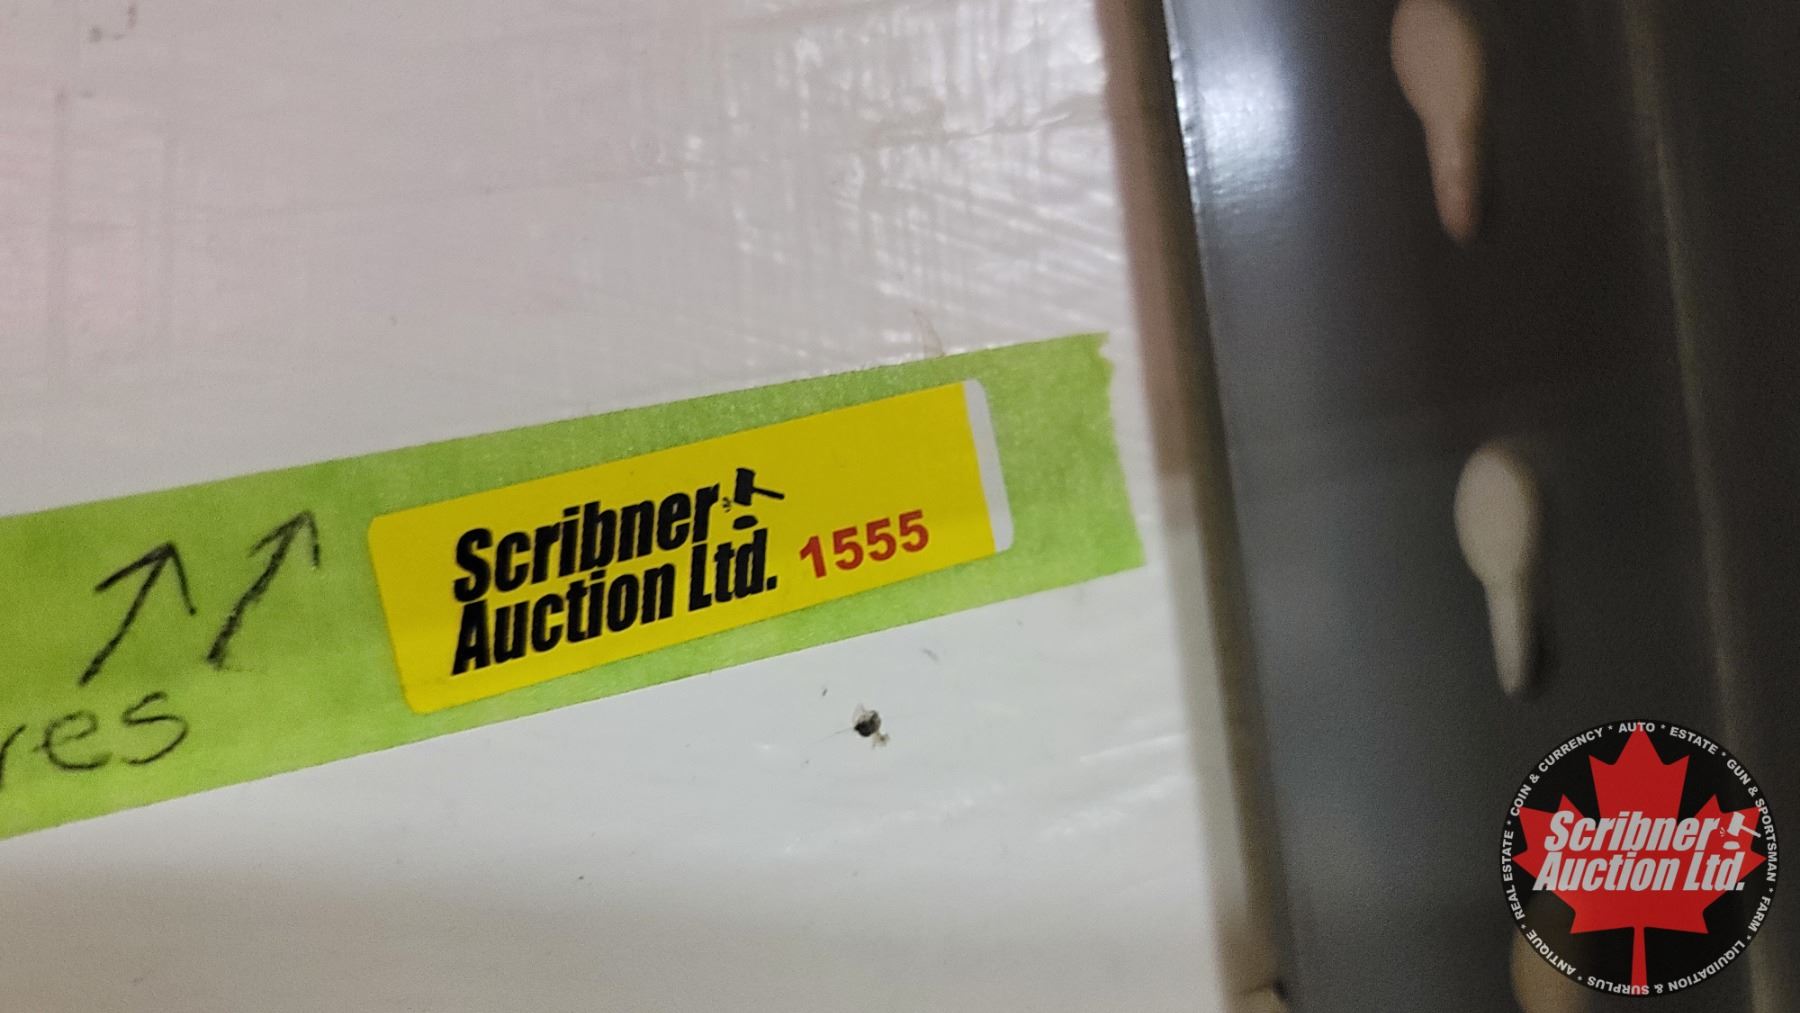 Scribner
Auction Ltd. 1555
res
Scribner
Auction Ltd.
REAL ESTATE * COIN & CURRENCY * AUTO * ESTATE * GUN & SPORTSMAN * FARM * LIQUIDATION & SURPLUS * ANTIQUE *